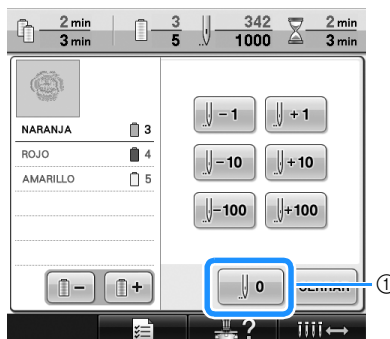 2 min 3 342 2 min
3 min 5 1000 3 min
NARANJA 3
ROJO 4
AMARILLO 5
- 1 + 1
- 10 + 10
-100 +100
- + 0
1
?